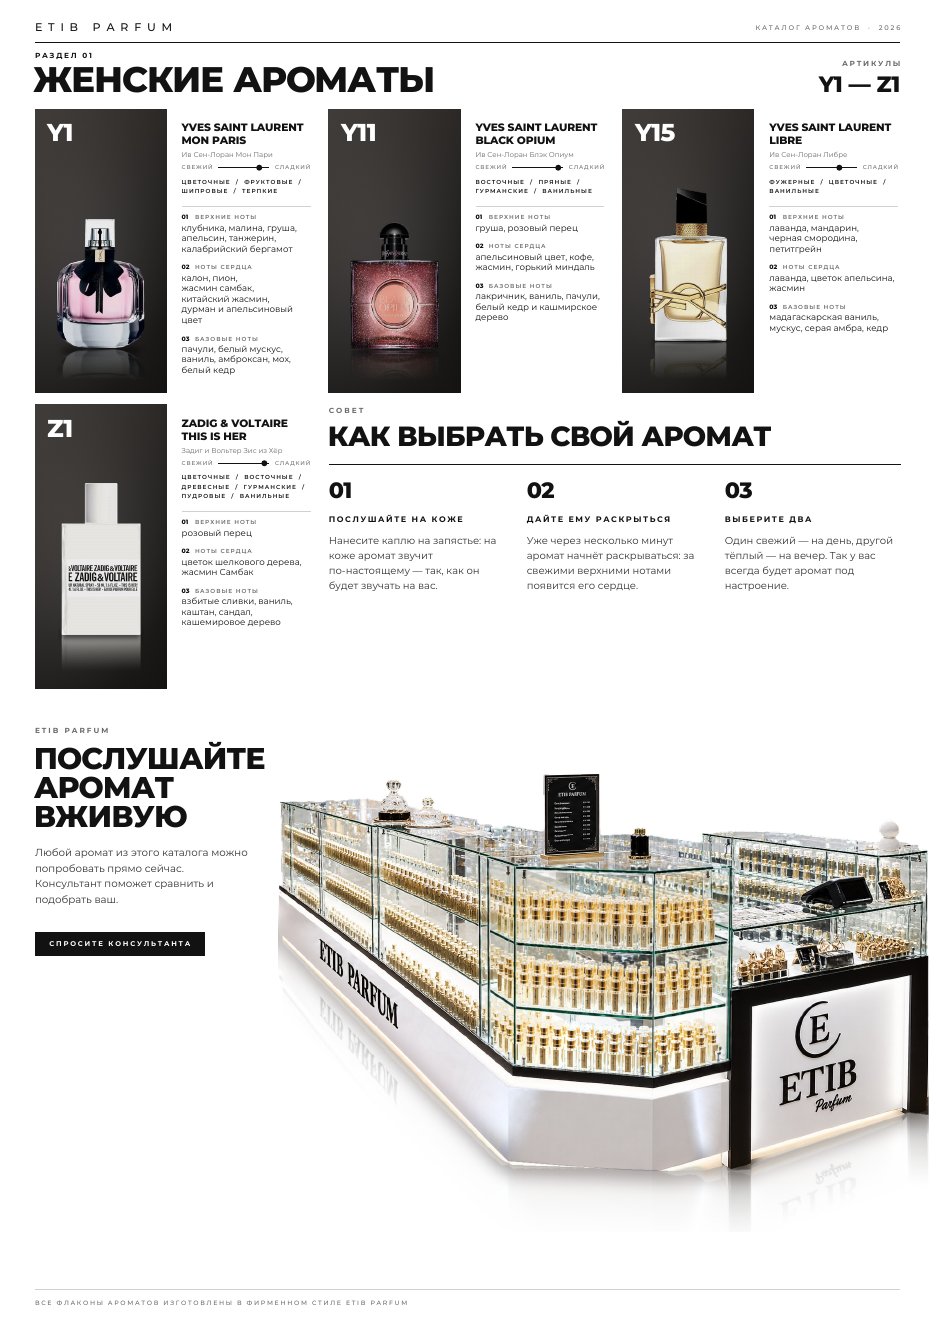 ETIB PARFUM
КАТАЛОГ АРОМАТОВ · 2026
РАЗДЕЛ 01
ЖЕНСКИЕ АРОМАТЫ
АРТИКУЛЫ
Y1 — Z1
Y1
YVES SAINT LAURENT
MON PARIS
Ив Сен-Лоран Мон Пари
СВЕЖИЙ СЛАДКИЙ
ЦВЕТОЧНЫЕ / ФРУКТОВЫЕ /
ШИПРОВЫЕ / ТЕРПКИЕ
01 ВЕРХНИЕ НОТЫ
клубника, малина, груша,
апельсин, танжерин,
калабрийский бергамот
02 НОТЫ СЕРДЦА
калон, пион,
жасмин самбак,
китайский жасмин,
дурман и апельсиновый
цвет
03 БАЗОВЫЕ НОТЫ
пачули, белый мускус,
ваниль, амброксан, мох,
белый кедр
Y11
YVES SAINT LAURENT
BLACK OPIUM
Ив Сен-Лоран Блэк Опиум
СВЕЖИЙ СЛАДКИЙ
ВОСТОЧНЫЕ / ПРЯНЫЕ /
ГУРМАНСКИЕ / ВАНИЛЬНЫЕ
01 ВЕРХНИЕ НОТЫ
груша, розовый перец
02 НОТЫ СЕРДЦА
апельсиновый цвет, кофе,
жасмин, горький миндаль
03 БАЗОВЫЕ НОТЫ
лакричник, ваниль, пачули,
белый кедр и кашмирское
дерево
Y15
YVES SAINT LAURENT
LIBRE
Ив Сен-Лоран Либре
СВЕЖИЙ СЛАДКИЙ
ФУЖЕРНЫЕ / ЦВЕТОЧНЫЕ /
ВАНИЛЬНЫЕ
01 ВЕРХНИЕ НОТЫ
лаванда, мандарин,
черная смородина,
петитгрейн
02 НОТЫ СЕРДЦА
лаванда, цветок апельсина,
жасмин
03 БАЗОВЫЕ НОТЫ
мадагаскарская ваниль,
мускус, серая амбра, кедр
Z1
ZADIG & VOLTAIRE
THIS IS HER
Задиг и Вольтер Зис из Хёр
СВЕЖИЙ СЛАДКИЙ
ЦВЕТОЧНЫЕ / ВОСТОЧНЫЕ /
ДРЕВЕСНЫЕ / ГУРМАНСКИЕ /
ПУДРОВЫЕ / ВАНИЛЬНЫЕ
01 ВЕРХНИЕ НОТЫ
розовый перец
02 НОТЫ СЕРДЦА
цветок шелкового дерева,
жасмин Самбак
03 БАЗОВЫЕ НОТЫ
взбитые сливки, ваниль,
каштан, сандал,
кашемировое дерево
VOLTAIRE ZADIG&VOLTAIRE
E ZADIG&VOLTAIRE
СОВЕТ
КАК ВЫБРАТЬ СВОЙ АРОМАТ
01
ПОСЛУШАЙТЕ НА КОЖЕ
Нанесите каплю на запястье: на
коже аромат звучит
по-настоящему — так, как он
будет звучать на вас.
02
ДАЙТЕ ЕМУ РАСКРЫТЬСЯ
Уже через несколько минут
аромат начнёт раскрываться: за
свежими верхними нотами
появится его сердце.
03
ВЫБЕРИТЕ ДВА
Один свежий — на день, другой
тёплый — на вечер. Так у вас
всегда будет аромат под
настроение.
ETIB PARFUM
ПОСЛУШАЙТЕ
АРОМАТ
ВЖИВУЮ
Любой аромат из этого каталога можно
попробовать прямо сейчас.
Консультант поможет сравнить и
подобрать ваш.
СПРОСИТЕ КОНСУЛЬТАНТА
ETIB PARFUM
ETIB PARFUM
E
ETIB
Parfum
ВСЕ ФЛАКОНЫ АРОМАТОВ ИЗГОТОВЛЕНЫ В ФИРМЕННОМ СТИЛЕ ETIB PARFUM